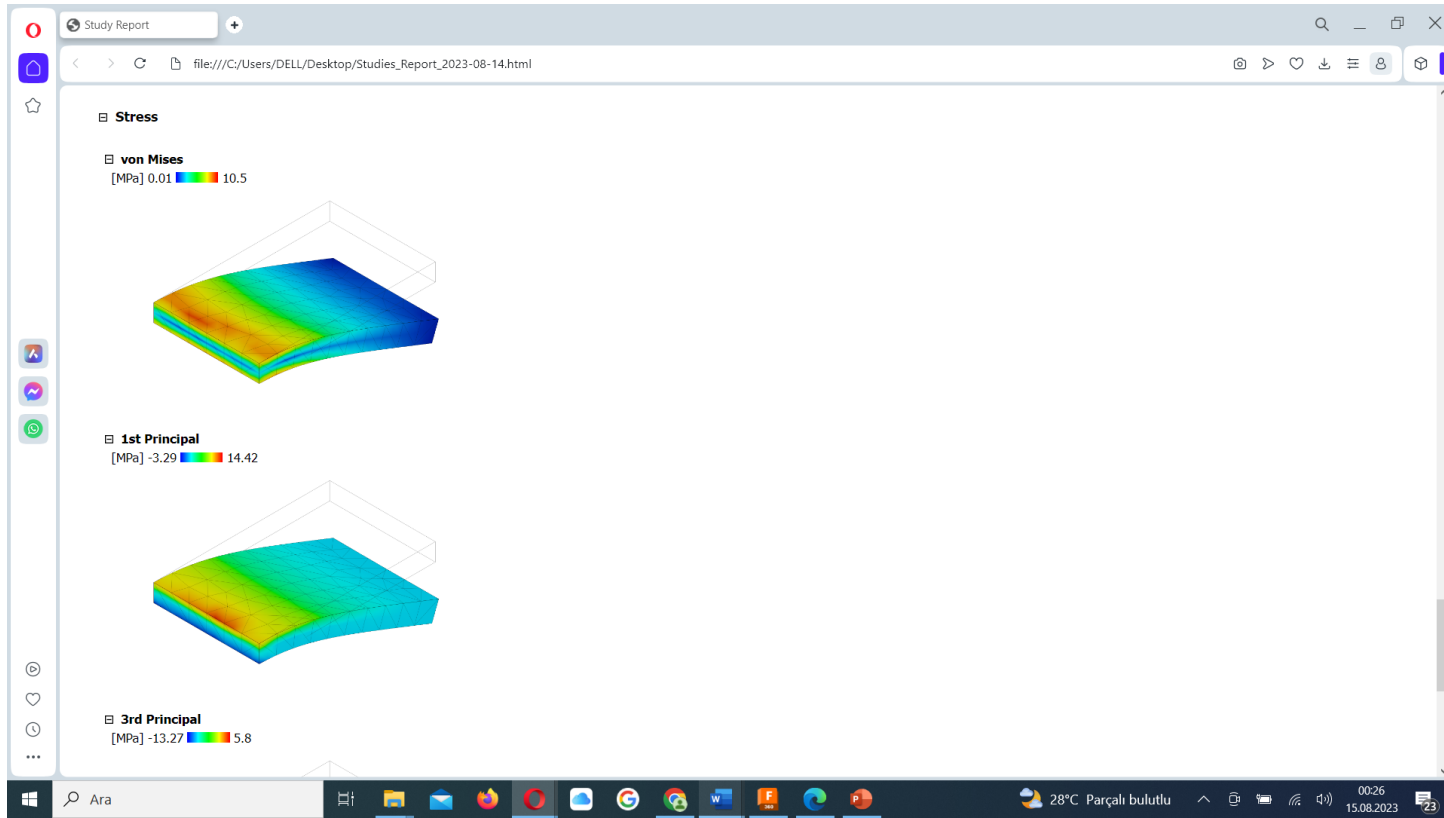 Study Report
file:///C:/Users/DELL/Desktop/Studies_Report_2023-08-14.html
Stress
von Mises
[MPa] 0.01 10.5
1st Principal
[MPa] -3.29 14.42
3rd Principal
[MPa] -13.27 5.8
Ara
28°C Parçalı bulutlu
00:26
15.08.2023
23